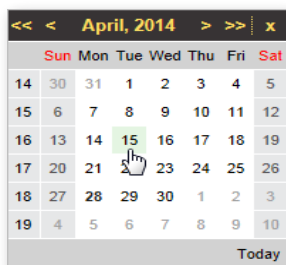 << < April, 2014 > >> x
Sun Mon Tue Wed Thu Fri Sat
14 30 31 1 2 3 4 5
15 6 7 8 9 10 11 12
16 13 14 15 16 17 18 19
17 20 21 23 24 25 26
18 27 28 29 30 1 2 3
19 4 5 6 7 8 9 10
Today